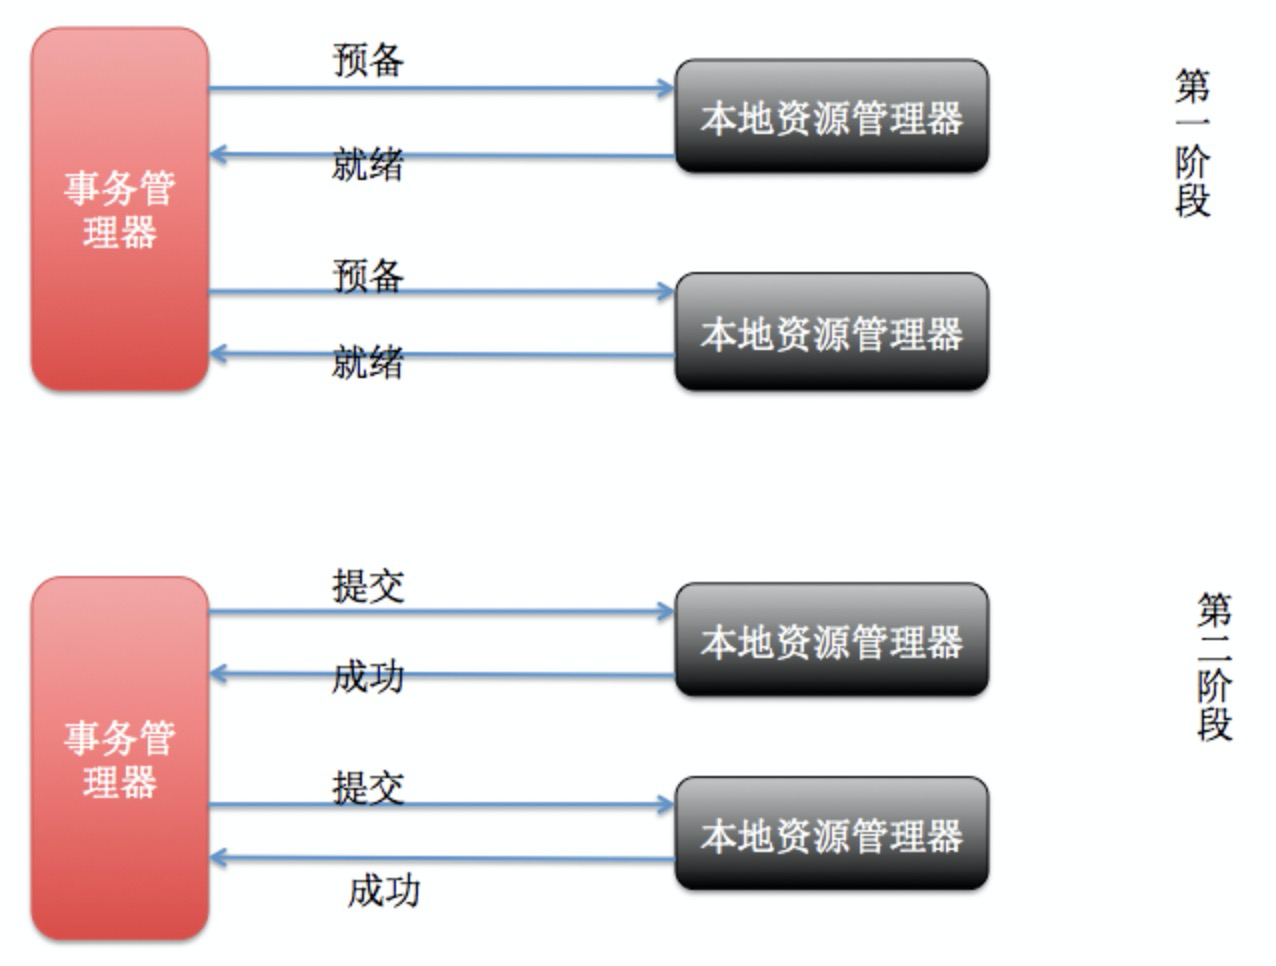 预备
本地资源管理器
就绪
事务管
理器
预备
本地资源管理器
就绪
第一阶段
提交
本地资源管理器
成功
事务管
理器
提交
本地资源管理器
成功
第二阶段